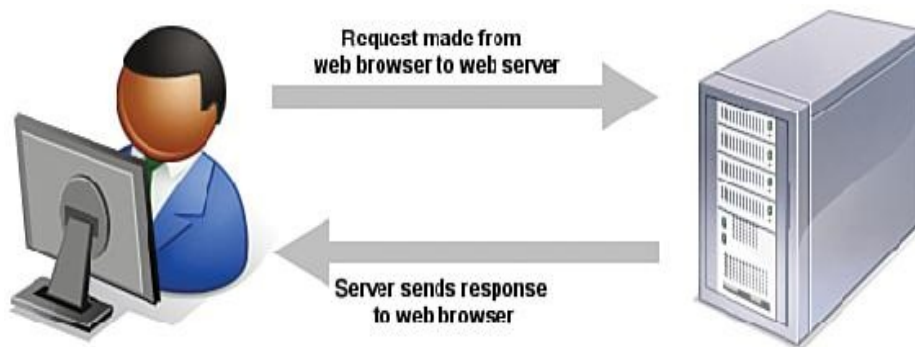 Request made from
web browser to web server
Server sends response
to web browser